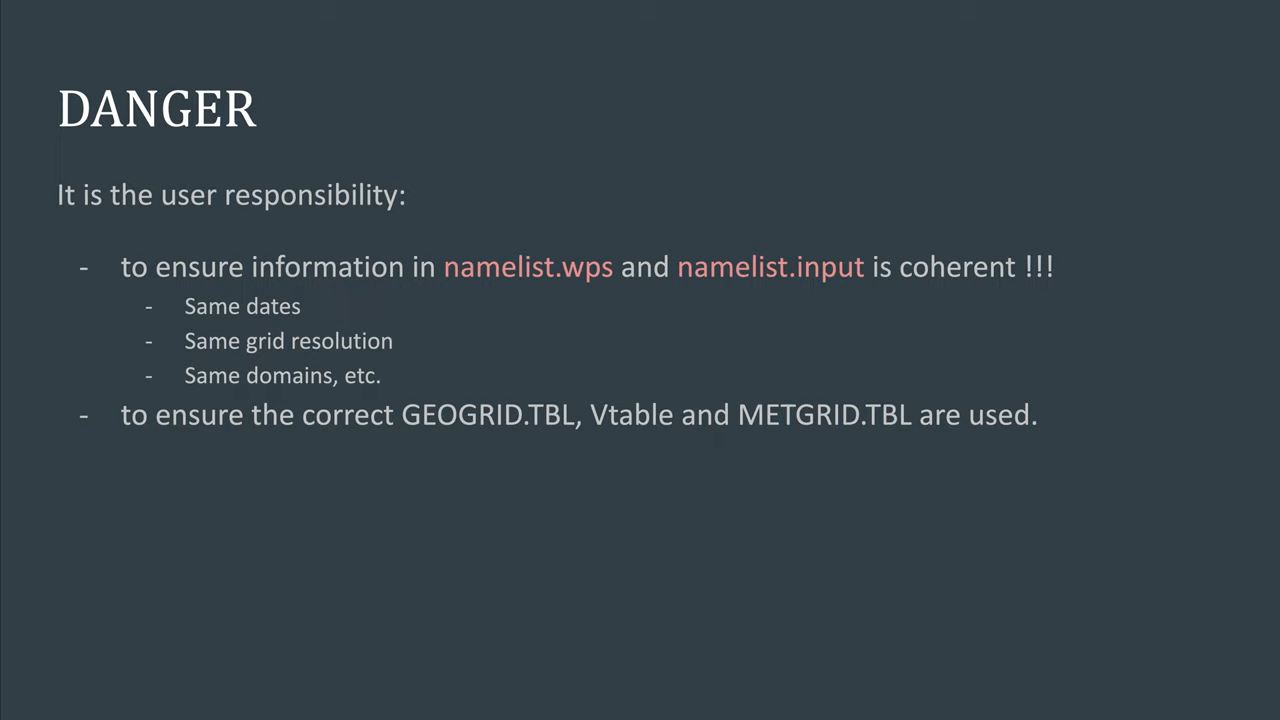 DANGER
It is the user responsibility:
- to ensure information in namelist.wps and namelist.input is coherent !!!
- Same dates
- Same grid resolution
- Same domains, etc.
- to ensure the correct GEOGRID.TBL, Vtable and METGRID.TBL are used.